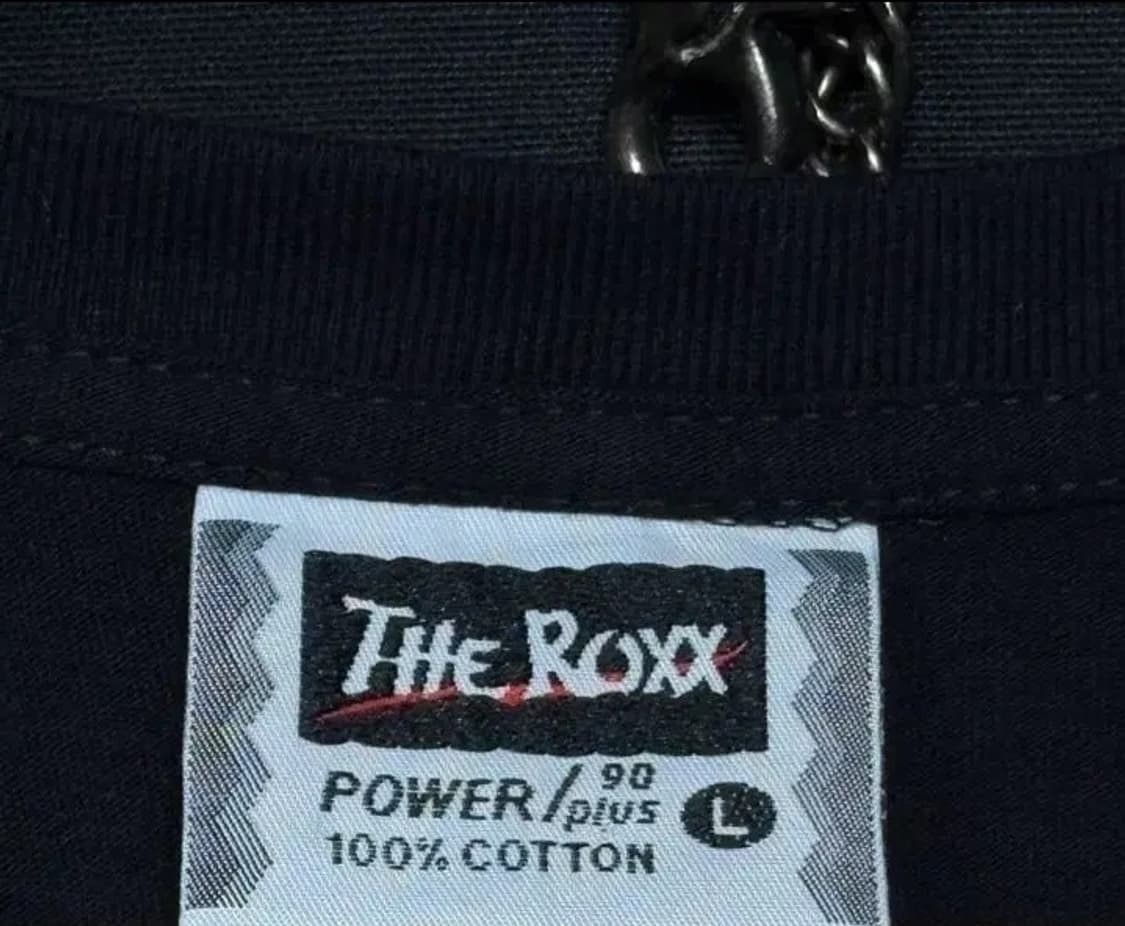 THE ROXX
POWER/90 plus L
100% COTTON